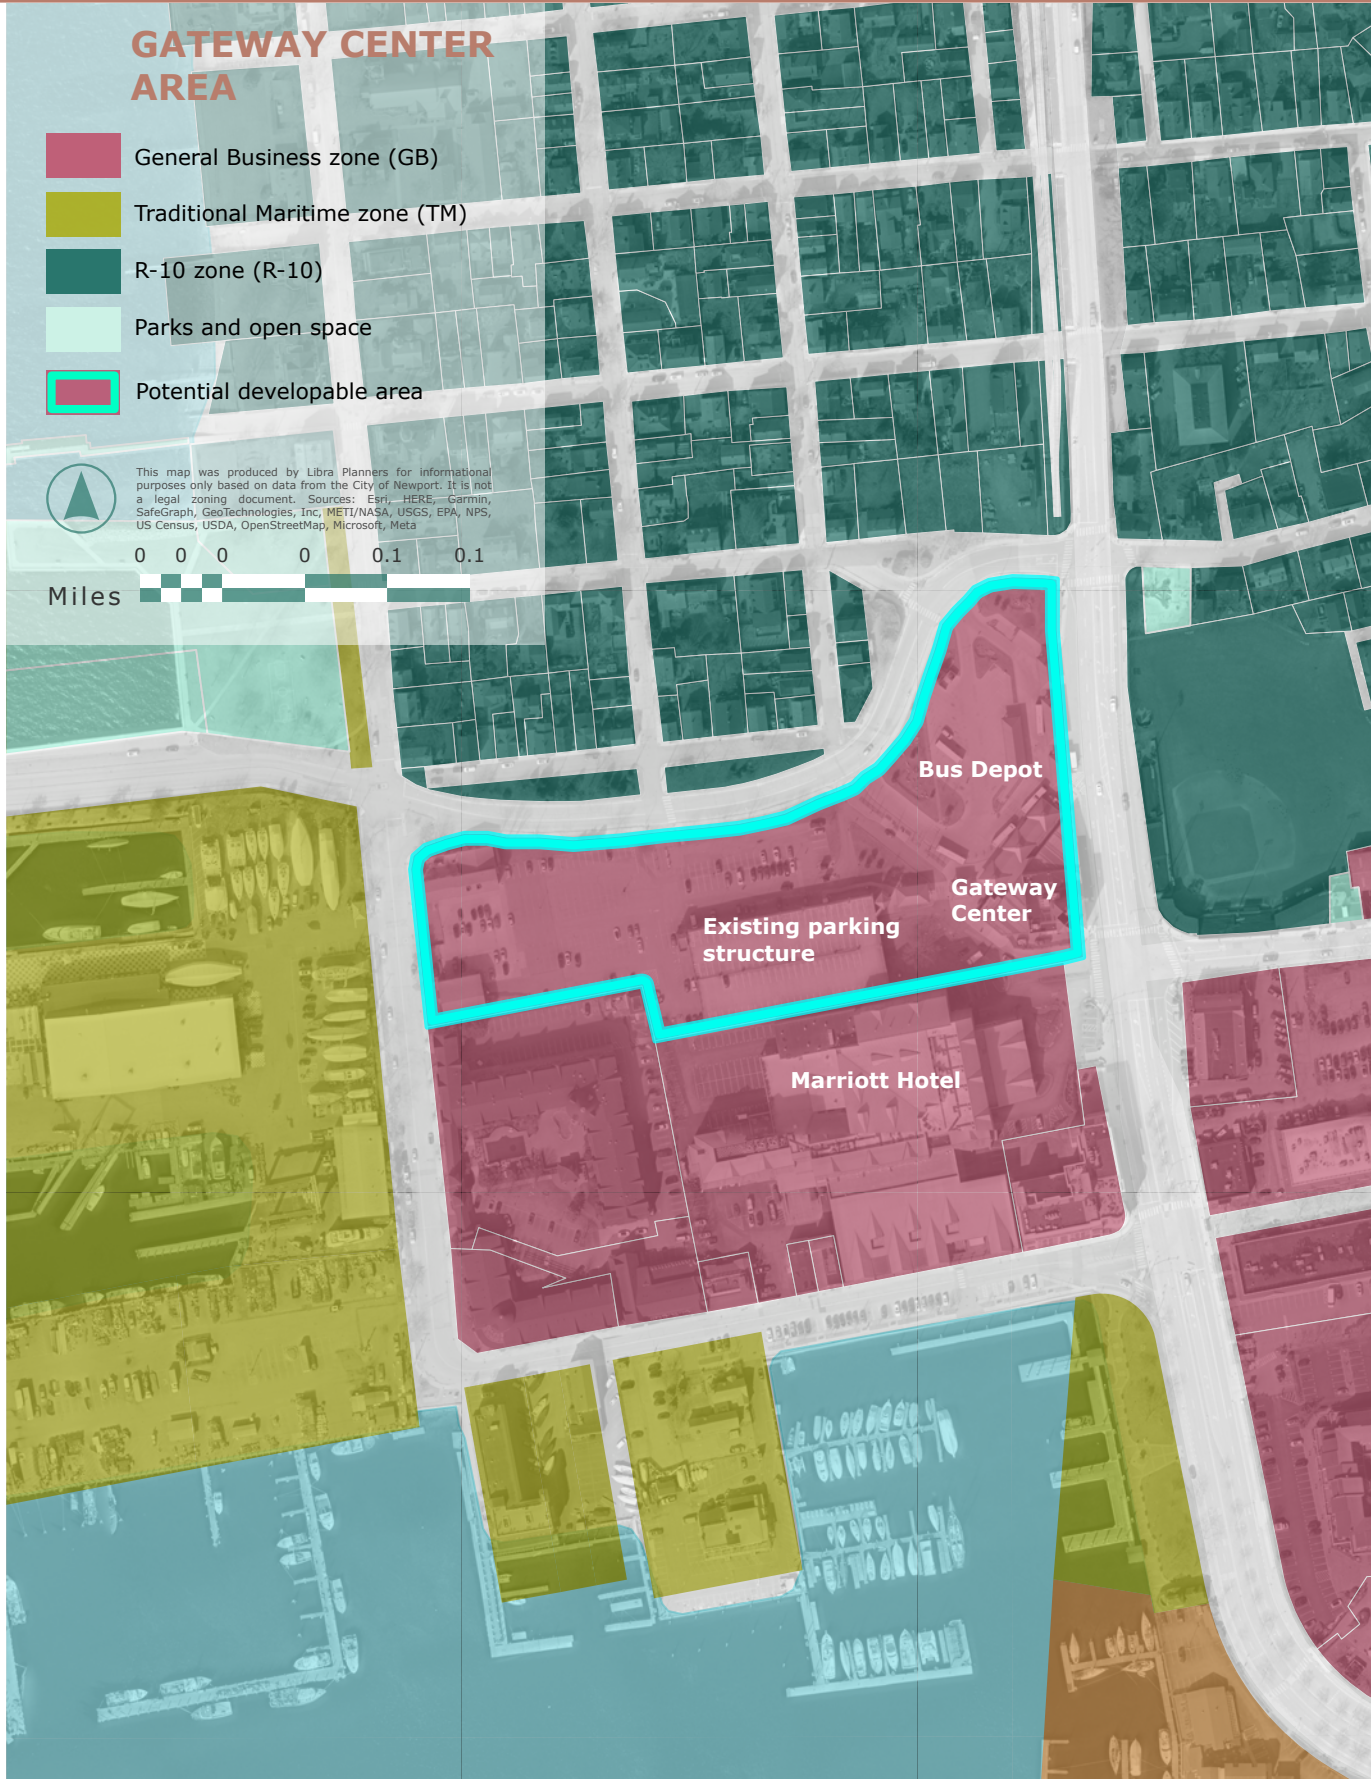 GATEWAY CENTER
AREA
General Business zone (GB)
Traditional Maritime zone (TM)
R-10 zone (R-10)
Parks and open space
Potential developable area
This map was produced by Libra Planners for informational
purposes only based on data from the City of Newport. It is not
a legal zoning document. Sources: Esri, HERE, Garmin,
SafeGraph, GeoTechnologies, Inc, METI/NASA, USGS, EPA, NPS,
US Census, USDA, OpenStreetMap, Microsoft, Meta
0 0 0 0 0.1 0.1
Miles
Bus Depot
Gateway
Center
Existing parking
structure
Marriott Hotel